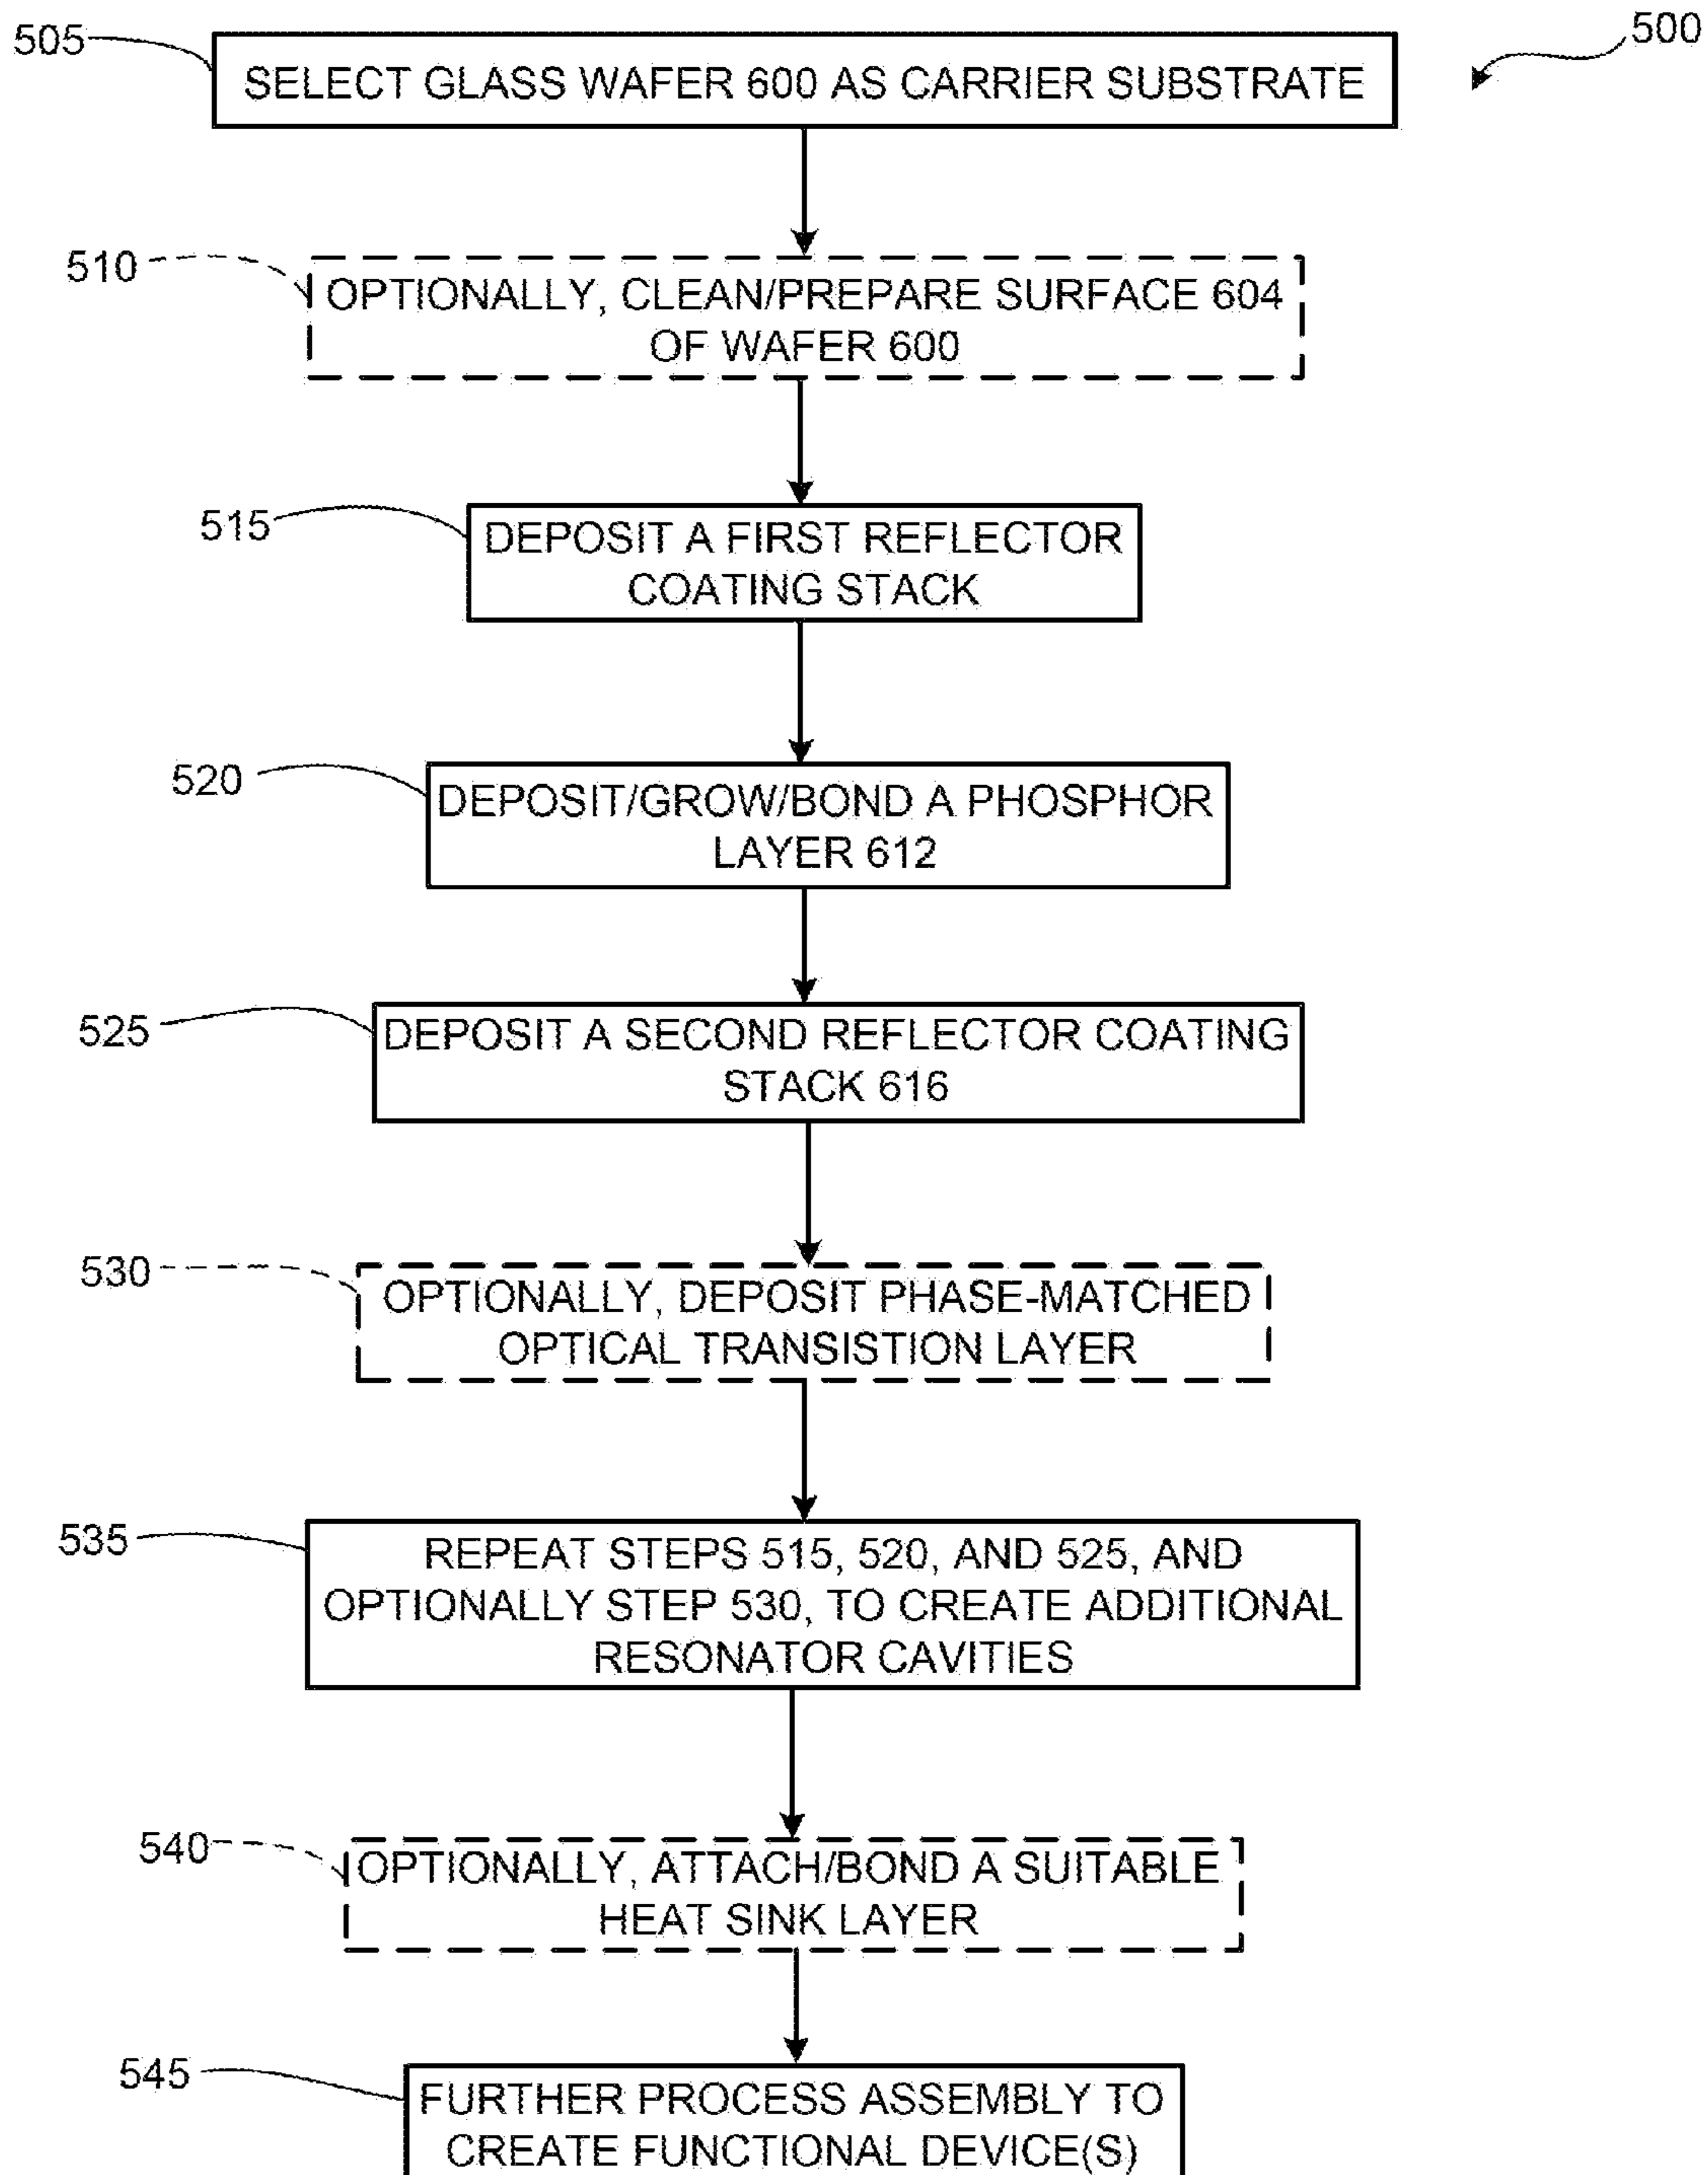 505
500
SELECT GLASS WAFER 600 AS CARRIER SUBSTRATE
510
OPTIONALLY, CLEAN/PREPARE SURFACE 604
OF WAFER 600
515
DEPOSIT A FIRST REFLECTOR
COATING STACK
520
DEPOSIT/GROW/BOND A PHOSPHOR
LAYER 612
525
DEPOSIT A SECOND REFLECTOR COATING
STACK 616
530
OPTIONALLY, DEPOSIT PHASE-MATCHED
OPTICAL TRANSISTION LAYER
535
REPEAT STEPS 515, 520, AND 525, AND
OPTIONALLY STEP 530, TO CREATE ADDITIONAL
RESONATOR CAVITIES
540
OPTIONALLY, ATTACH/BOND A SUITABLE
HEAT SINK LAYER
545
FURTHER PROCESS ASSEMBLY TO
CREATE FUNCTIONAL DEVICE(S)